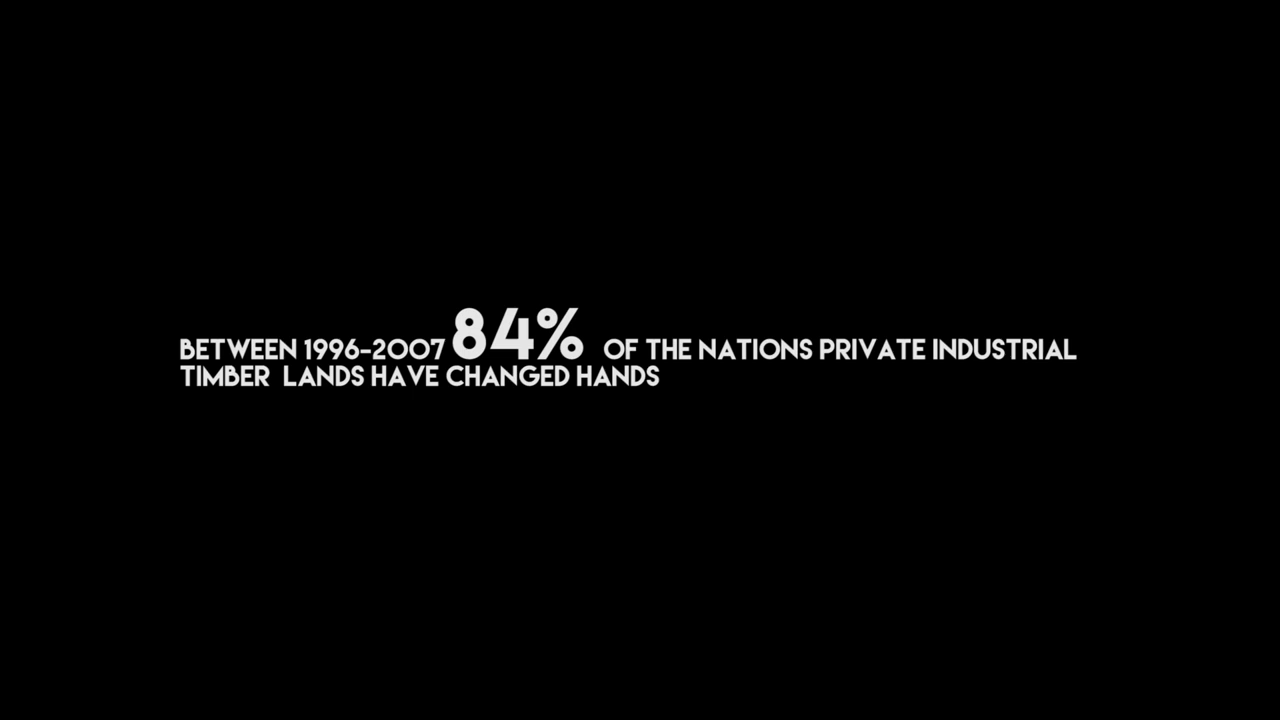 BETWEEN 1996-2007 84% OF THE NATIONS PRIVATE INDUSTRIAL
TIMBER LANDS HAVE CHANGED HANDS